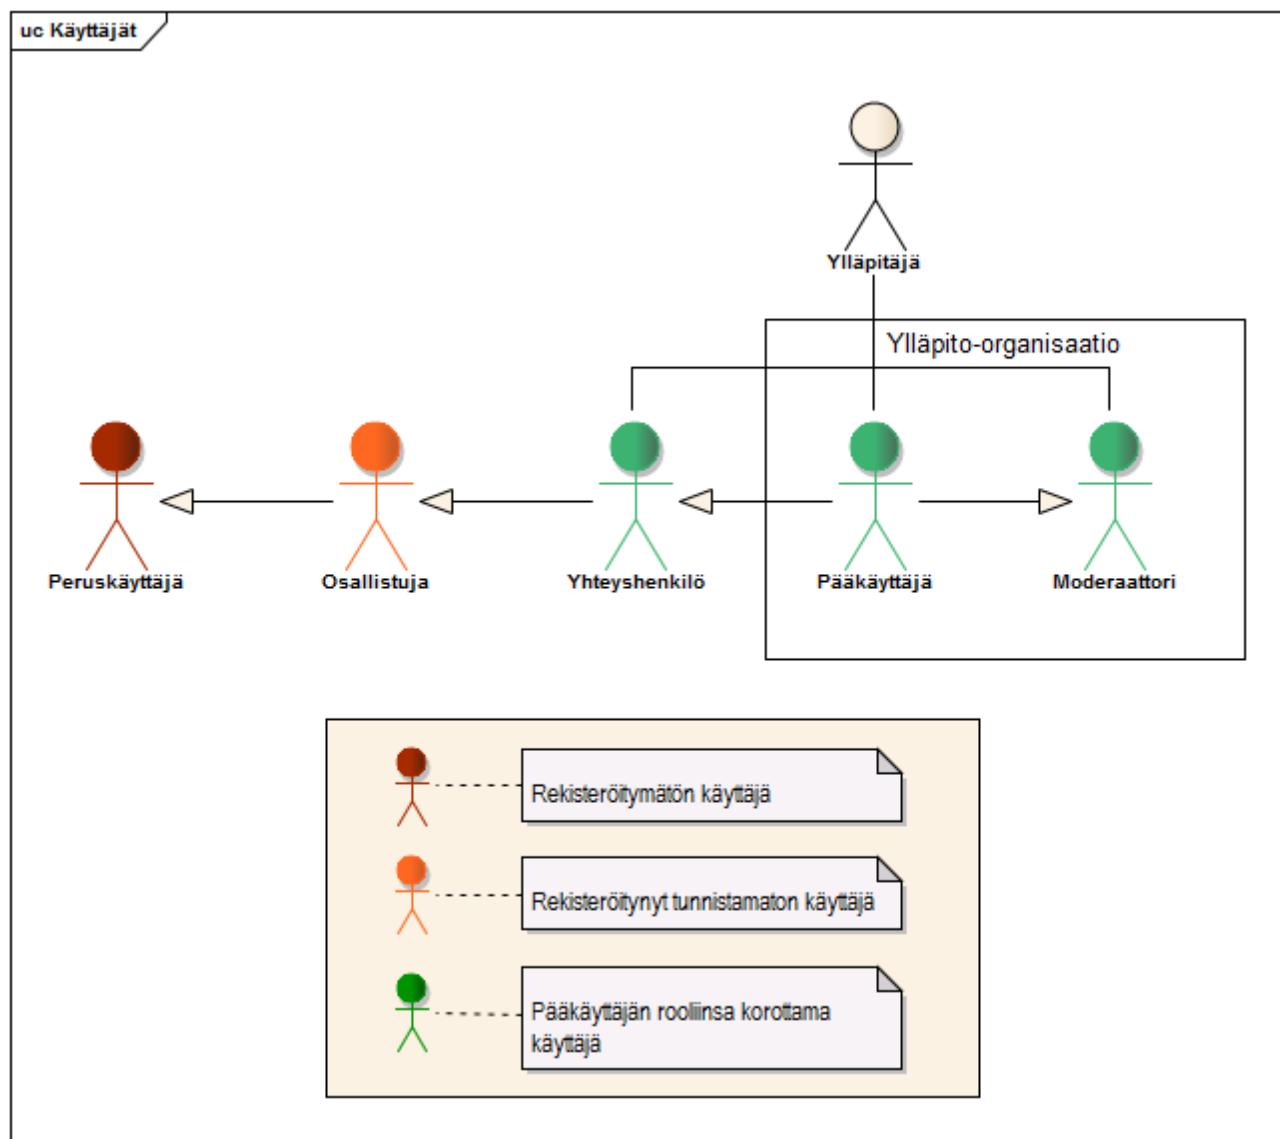 uc Käyttäjät
Ylläpitäjä
Ylläpito-organisaatio
Peruskäyttäjä
Osallistuja
Yhteyshenkilö
Pääkäyttäjä
Moderaattori
Rekisteröitymätön käyttäjä
Rekisteröitynyt tunnistamaton käyttäjä
Pääkäyttäjän rooliinsa korottama
käyttäjä